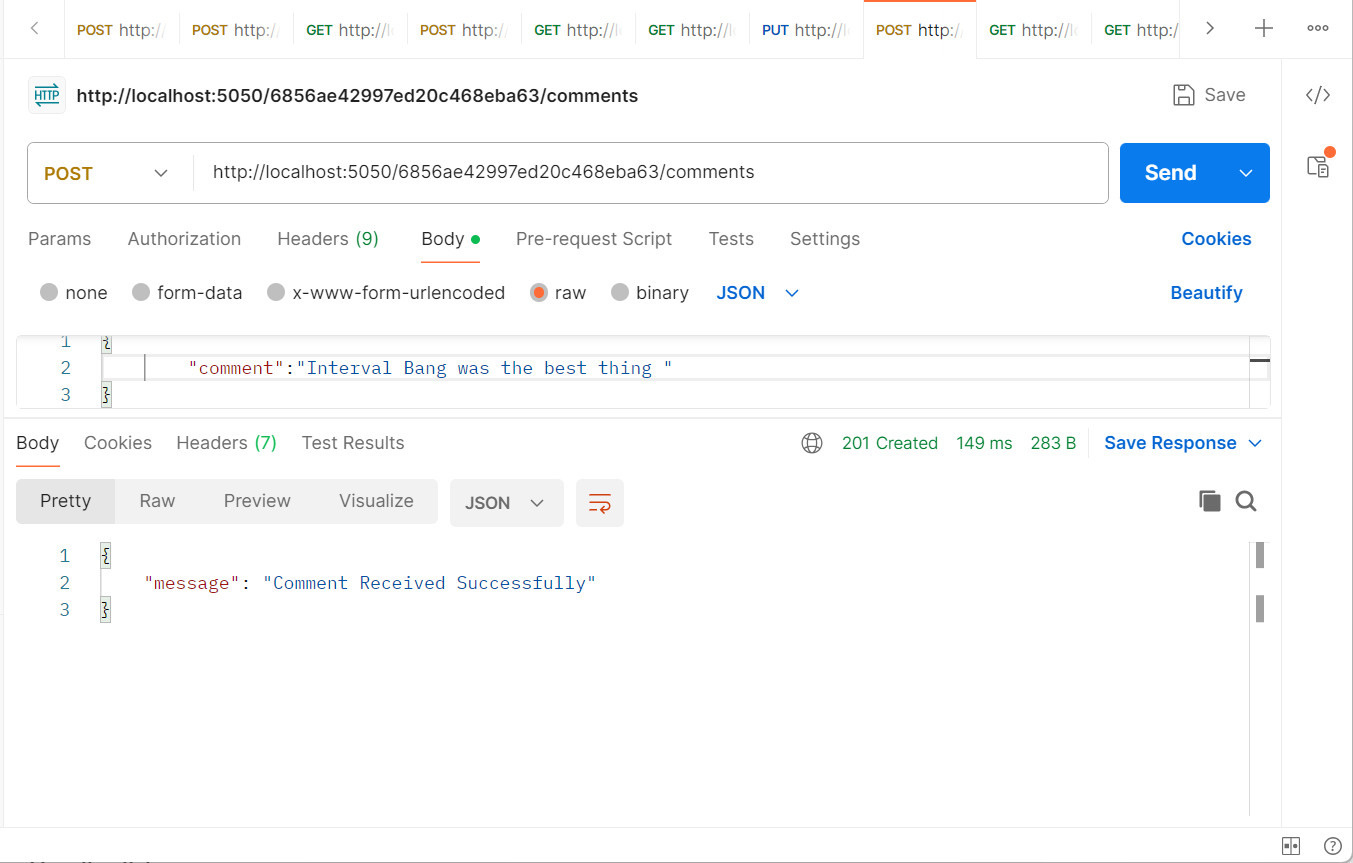 POST http:/ POST http:/ GET http://l POST http:/ GET http://l GET http://l PUT http://l POST http:/ GET http://l GET http:/
HTTP http://localhost:5050/6856ae42997ed20c468eba63/comments Save
POST http://localhost:5050/6856ae42997ed20c468eba63/comments Send
Params Authorization Headers (9) Body Pre-request Script Tests Settings Cookies
none form-data x-www-form-urlencoded raw binary JSON Beautify
1 {
2 "comment":"Interval Bang was the best thing "
3 }
Body Cookies Headers (7) Test Results 201 Created 149 ms 283 B Save Response
Pretty Raw Preview Visualize JSON
1 {
2 "message": "Comment Received Successfully"
3 }